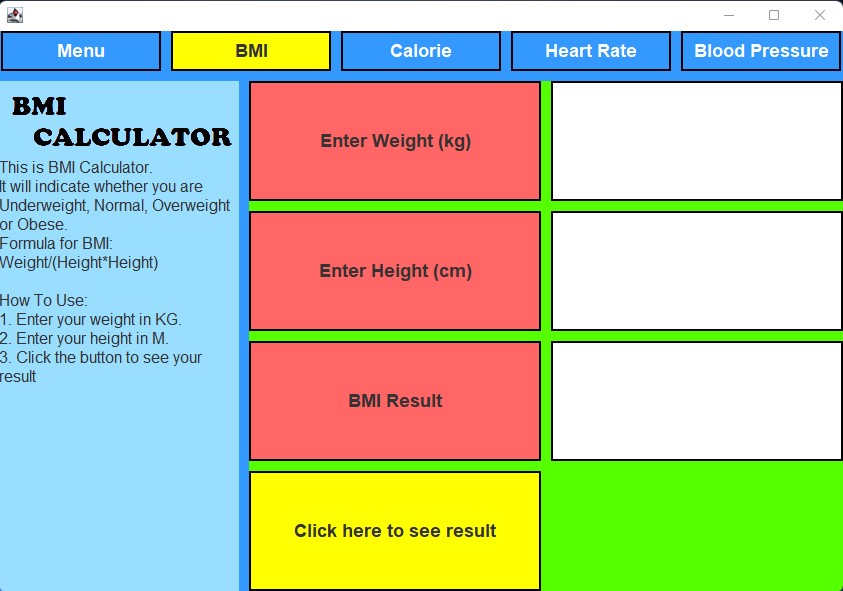 Menu
BMI
Calorie
Heart Rate
Blood Pressure
BMI
CALCULATOR
This is BMI Calculator.
It will indicate whether you are
Underweight, Normal, Overweight
or Obese.
Formula for BMI:
Weight/(Height*Height)
How To Use:
1. Enter your weight in KG.
2. Enter your height in M.
3. Click the button to see your
result
Enter Weight (kg)
Enter Height (cm)
BMI Result
Click here to see result